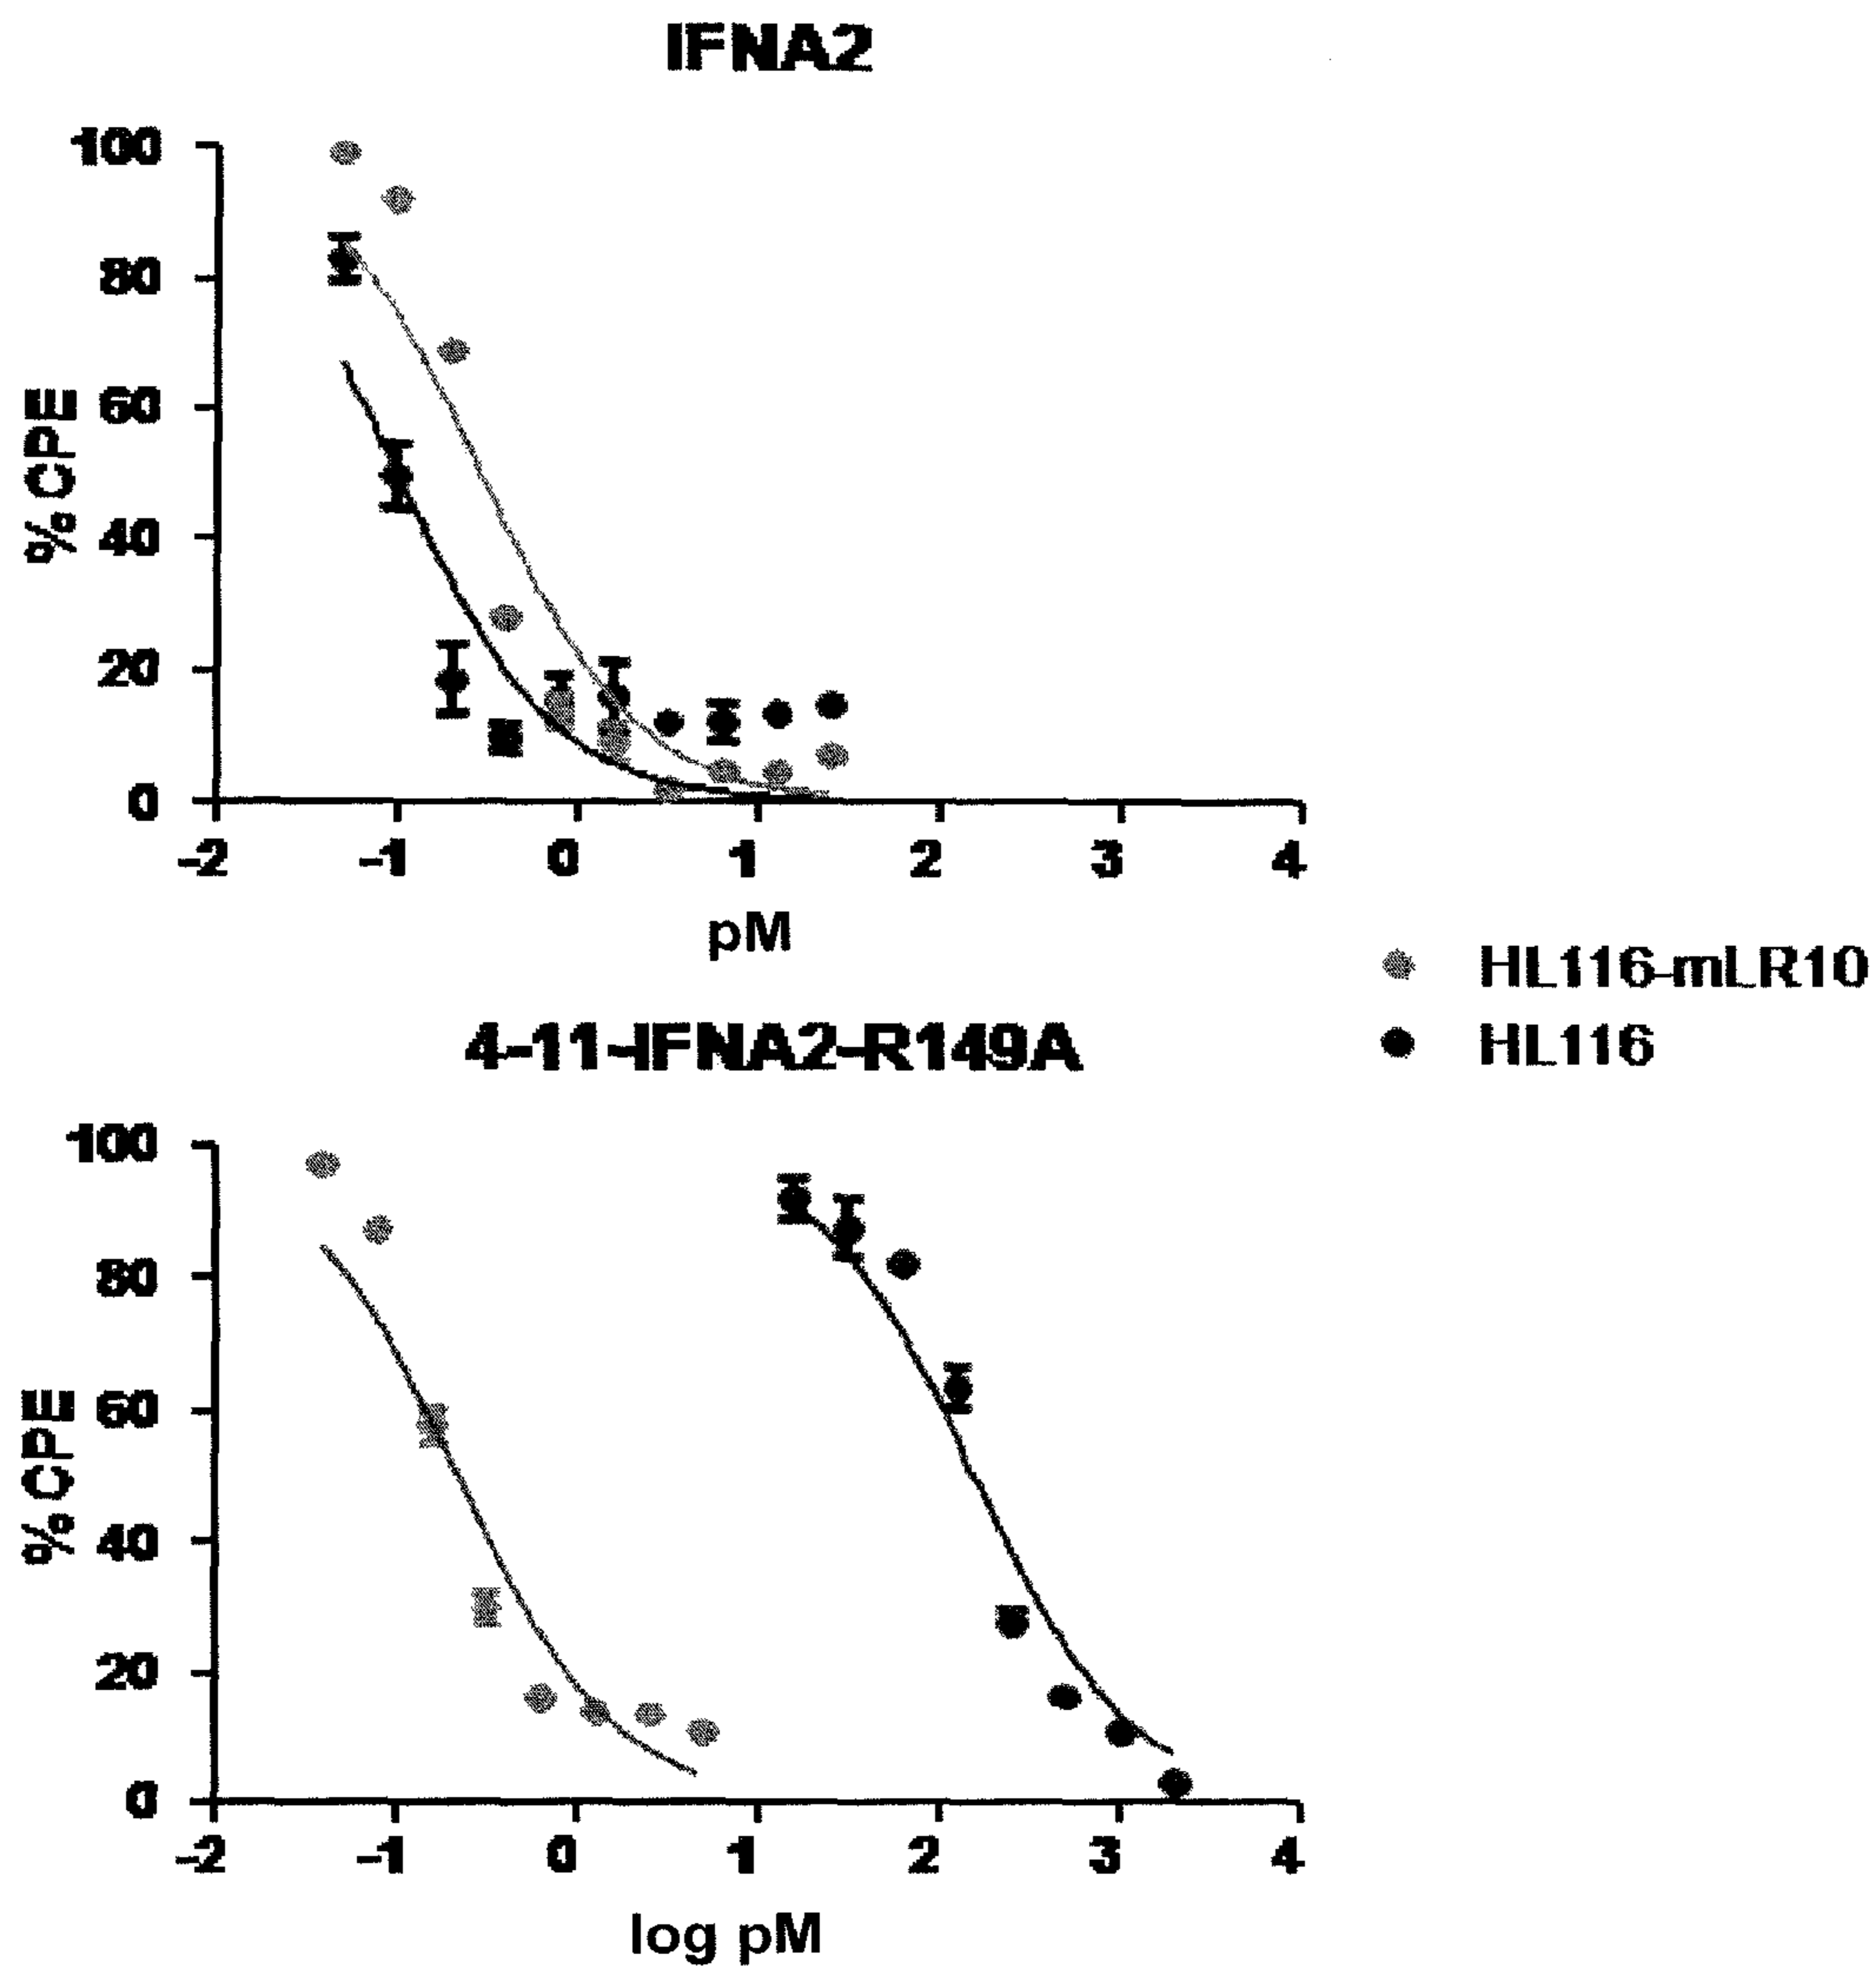 IFNA2
100
80
60
40
20
0
% CPE
-2 -1 0 1 2 3 4
pM
HL116-mLR10
HL116
4-11-IFNA2-R149A
100
80
60
40
20
0
% CPE
-2 -1 0 1 2 3 4
log pM